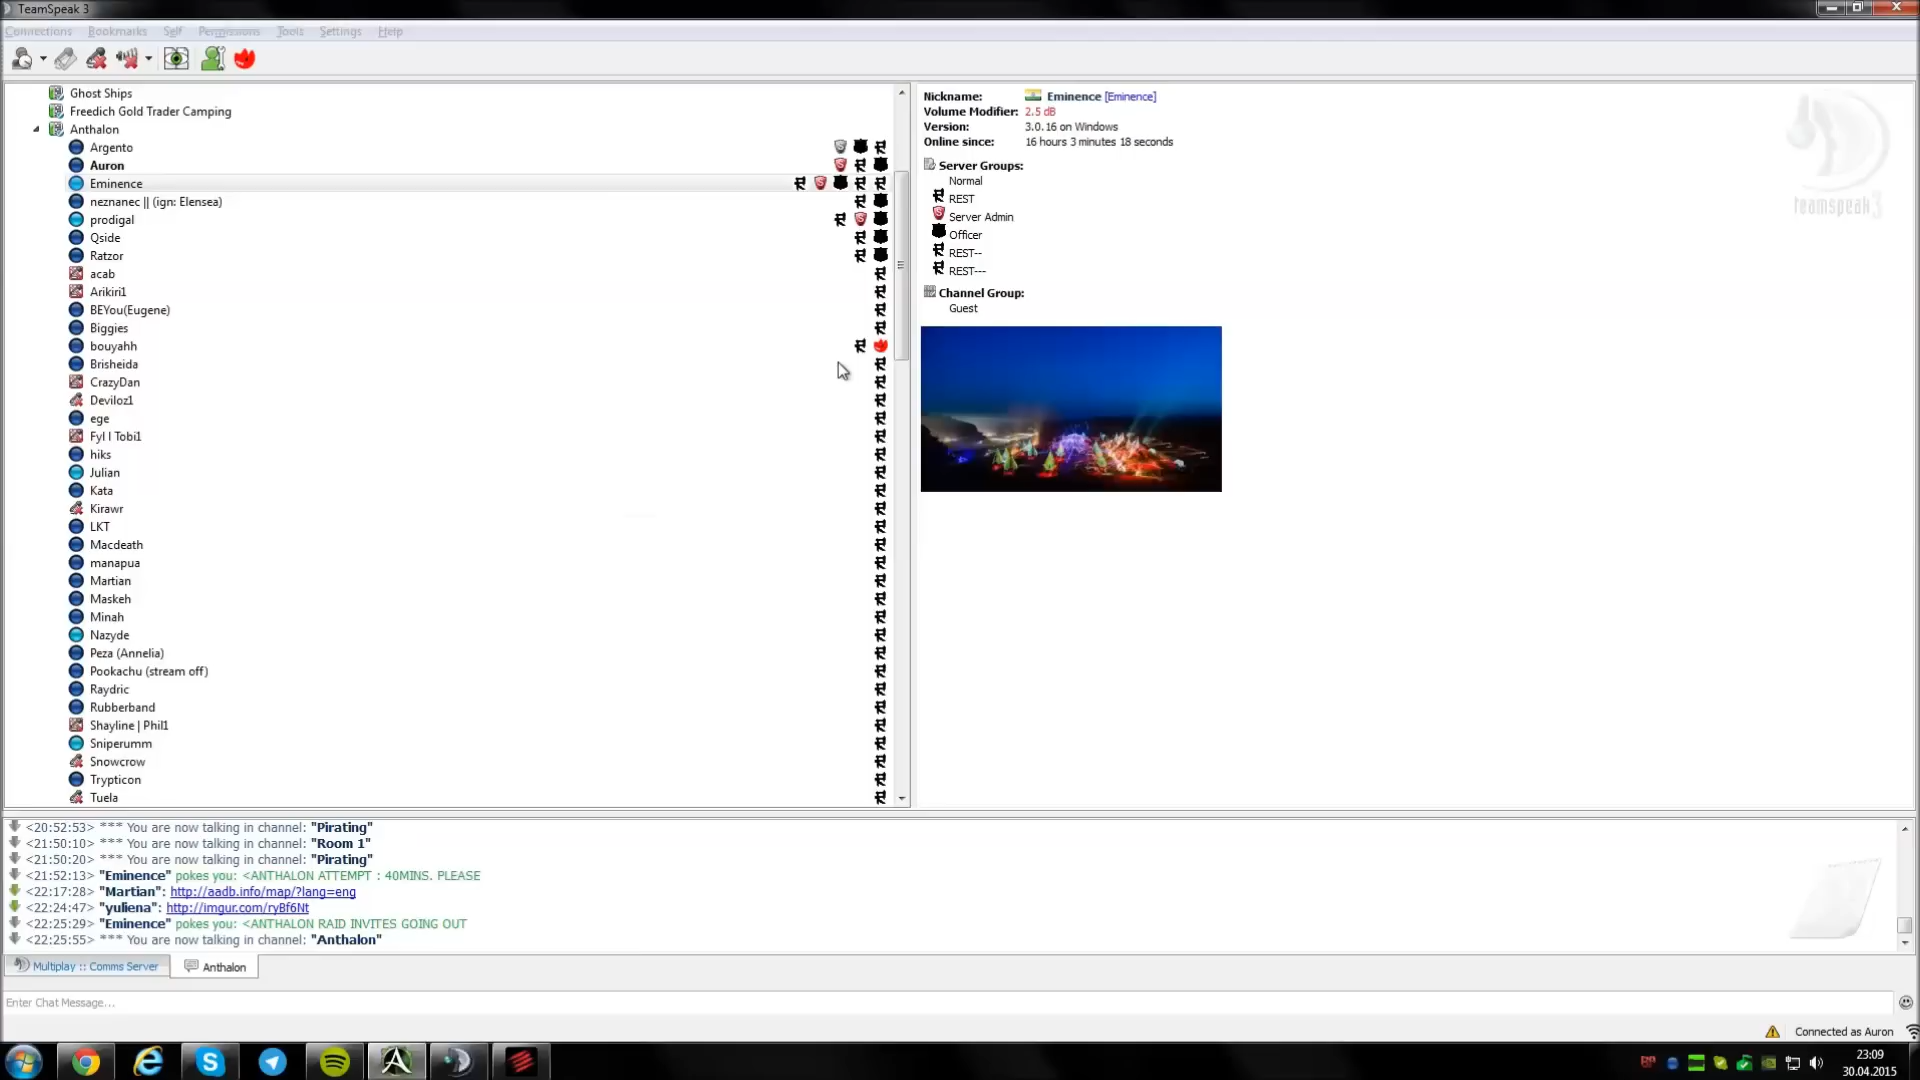 TeamSpeak 3
Connections Bookmarks Self Permissions Tools Settings Help
Ghost Ships
Freedich Gold Trader Camping
Anthalon
Argento
Auron
Eminence
neznanec || (ign: Elensea)
prodigal
Qside
Ratzor
acab
Arikiri1
BEYou(Eugene)
Biggies
bouyahh
Brisheida
CrazyDan
Deviloz1
ege
Fyl l Tobi1
hiks
Julian
Kata
Kirawr
LKT
Macdeath
manapua
Martian
Maskeh
Minah
Nazyde
Peza (Annelia)
Pookachu (stream off)
Raydric
Rubberband
Shayline | Phil1
Sniperumm
Snowcrow
Trypticon
Tuela
Nickname: Eminence [Eminence]
Volume Modifier: 2.5 dB
Version: 3.0.16 on Windows
Online since: 16 hours 3 minutes 18 seconds
Server Groups:
Normal
REST
Server Admin
Officer
REST--
REST---
Channel Group:
Guest
teamspeak3
<20:52:53> *** You are now talking in channel: "Pirating"
<21:50:10> *** You are now talking in channel: "Room 1"
<21:50:20> *** You are now talking in channel: "Pirating"
<21:52:13> "Eminence" pokes you: <ANTHALON ATTEMPT : 40MINS. PLEASE
<22:17:28> "Martian": http://aadb.info/map/?lang=eng
<22:24:47> "yuliena": http://imgur.com/ryBf6Nt
<22:25:29> "Eminence" pokes you: <ANTHALON RAID INVITES GOING OUT
<22:25:55> *** You are now talking in channel: "Anthalon"
Multiplay :: Comms Server Anthalon
Enter Chat Message...
Connected as Auron
23:09
30.04.2015